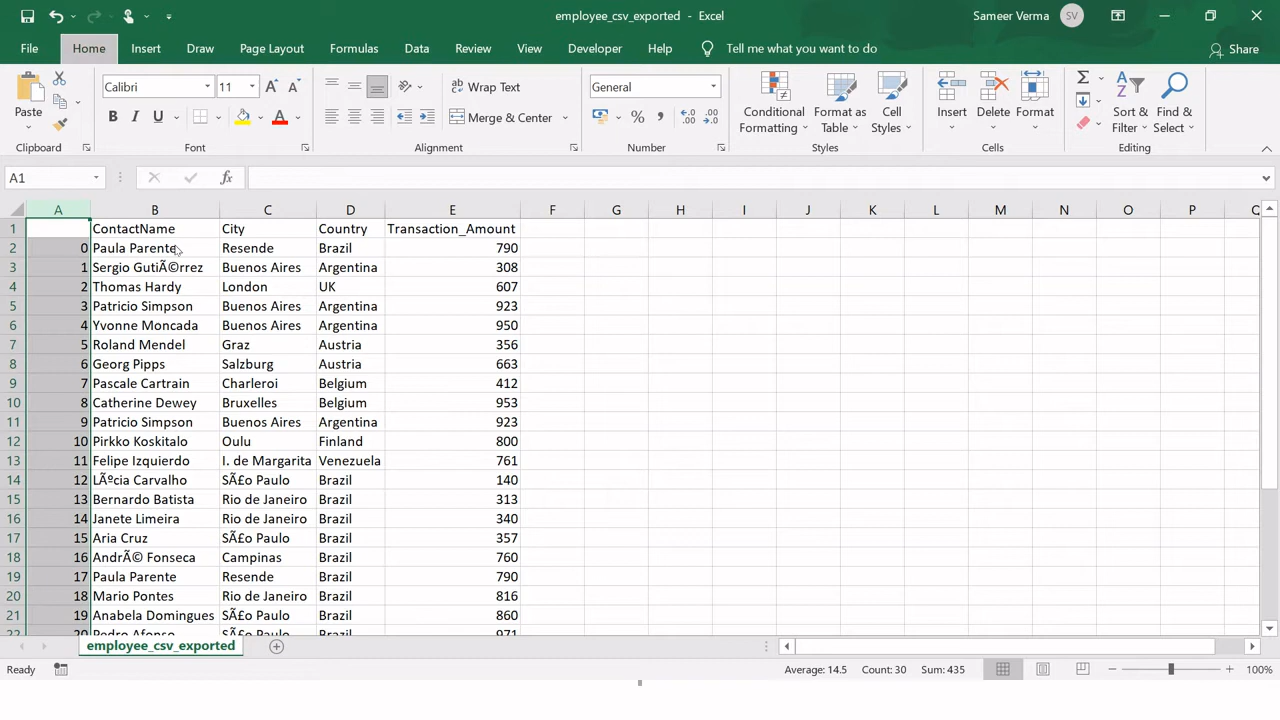 employee_csv_exported - Excel
Sameer Verma SV
File Home Insert Draw Page Layout Formulas Data Review View Developer Help Tell me what you want to do Share
Paste
Clipboard
Calibri 11
B I U
Font
Wrap Text
Merge & Center
Alignment
General
Number
Conditional Formatting
Format as Table
Cell Styles
Styles
Insert Delete Format
Cells
Sort & Filter
Find & Select
Editing
A1 fx
A B C D E F G H I J K L M N O P Q
1 ContactName City Country Transaction_Amount
2 0 Paula Parente Resende Brazil 790
3 1 Sergio GutiÃ©rrez Buenos Aires Argentina 308
4 2 Thomas Hardy London UK 607
5 3 Patricio Simpson Buenos Aires Argentina 923
6 4 Yvonne Moncada Buenos Aires Argentina 950
7 5 Roland Mendel Graz Austria 356
8 6 Georg Pipps Salzburg Austria 663
9 7 Pascale Cartrain Charleroi Belgium 412
10 8 Catherine Dewey Bruxelles Belgium 953
11 9 Patricio Simpson Buenos Aires Argentina 923
12 10 Pirkko Koskitalo Oulu Finland 800
13 11 Felipe Izquierdo I. de Margarita Venezuela 761
14 12 LÃºcia Carvalho SÃ£o Paulo Brazil 140
15 13 Bernardo Batista Rio de Janeiro Brazil 313
16 14 Janete Limeira Rio de Janeiro Brazil 340
17 15 Aria Cruz SÃ£o Paulo Brazil 357
18 16 AndrÃ© Fonseca Campinas Brazil 760
19 17 Paula Parente Resende Brazil 790
20 18 Mario Pontes Rio de Janeiro Brazil 816
21 19 Anabela Domingues SÃ£o Paulo Brazil 860
22 20 Pedro Afonso SÃ£o Paulo Brazil 971
employee_csv_exported
Ready Average: 14.5 Count: 30 Sum: 435 100%